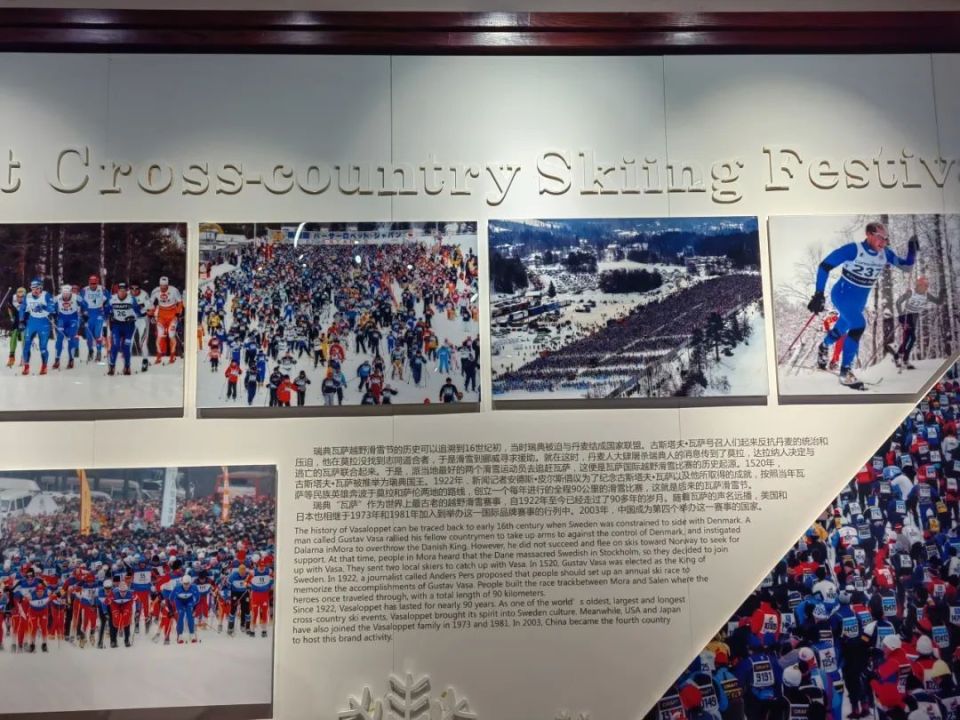 t Cross-country Skiing Festiva
バーサーロペット・ジャパン
26
231
瑞典瓦萨越野滑雪节的历史可以追溯到16世纪初，当时瑞典被迫与丹麦结成国家联盟。古斯塔夫•瓦萨号召人们起来反抗丹麦的统治和
压迫，他在莫拉没找到志同道合者，于是滑雪到挪威寻求援助。就在这时，丹麦人大肆屠杀瑞典人的消息传到了莫拉，达拉纳人决定与
逃亡的瓦萨联合起来。于是，派当地最好的两个滑雪运动员去追赶瓦萨，这便是瓦萨国际越野滑雪比赛的历史起源。1520年，
古斯塔夫•瓦萨被推举为瑞典国王。1922年，新闻记者安德斯•皮尔斯倡议为了纪念古斯塔夫•瓦萨以及他所取得的成就，按照当年瓦
萨等民族英雄奔波于莫拉和萨伦两地的路线，创立一个每年进行的全程90公里的滑雪比赛，这就是后来的瓦萨滑雪节。
瑞典“瓦萨”作为世界上最古老的越野滑雪赛事，自1922年至今已经走过了90多年的岁月。随着瓦萨的声名远播，美国和
日本也相继于1973年和1981年加入到举办这一国际品牌赛事的行列中。2003年，中国成为第四个举办这一赛事的国家。
The history of Vasaloppet can be traced back to early 16th century when Sweden was constrained to side with Denmark. A
man called Gustav Vasa rallied his fellow countrymen to take up arms to against the control of Denmark, and instigated
Dalarna inMora to overthrow the Danish King. However, he did not succeed and flee on skis toward Norway to seek for
support. At that time, people in Mora heard that the Dane massacred Swedish in Stockholm, so they decided to join
up with Vasa. They sent two local skiers to catch up with Vasa. In 1520, Gustav Vasa was elected as the King of
Sweden. In 1922, a journalist called Anders Pers proposed that people should set up an annual ski race to
memorize the accomplishments of Gustav Vasa. People built the race trackbetween Mora and Salen where the
heroes once traveled through, with a total length of 90 kilometers.
Since 1922, Vasaloppet has lasted for nearly 90 years. As one of the world's oldest, largest and longest
cross-country ski events, Vasaloppet brought its spirit into Sweden culture. Meanwhile, USA and Japan
have also joined the Vasaloppet family in 1973 and 1981. In 2003, China became the fourth country
to host this brand activity.
9191